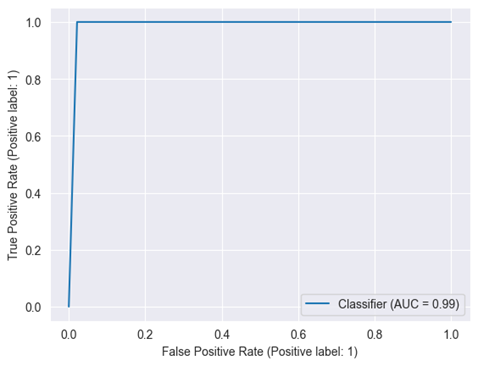 1.0
0.8
0.6
0.4
0.2
0.0
True Positive Rate (Positive label: 1)
Classifier (AUC = 0.99)
0.0 0.2 0.4 0.6 0.8 1.0
False Positive Rate (Positive label: 1)